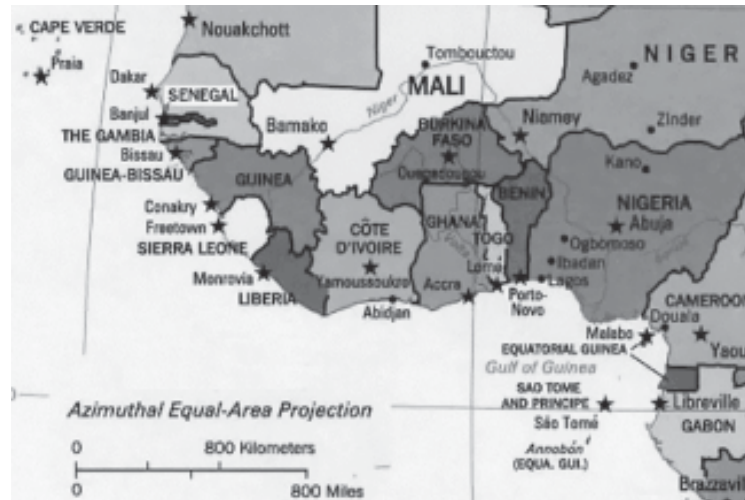 CAPE VERDE
Praia
Nouakchott
Dakar
SENEGAL
Banjul
THE GAMBIA
Bissau
GUINEA-BISSAU
Tombouctou
MALI
Niger
Bamako
NIGER
Agadez
Zinder
Niamey
BURKINA
FASO
Ouagadougou
GUINEA
Conakry
Freetown
SIERRA LEONE
Monrovia
LIBERIA
CÔTE
D'IVOIRE
Yamoussoukro
Abidjan
GHANA
Accra
TOGO
Lomé
BENIN
Porto-
Novo
Kano
NIGERIA
Abuja
Ogbomoso
Ibadan
Lagos
CAMEROON
Douala
Malabo
Yaou
EQUATORIAL GUINEA
Gulf of Guinea
SAO TOME
AND PRINCIPE
São Tomé
Libreville
GABON
Annobón
(EQUA. GUI.)
Brazzavil
Azimuthal Equal-Area Projection
0 800 Kilometers
0 800 Miles